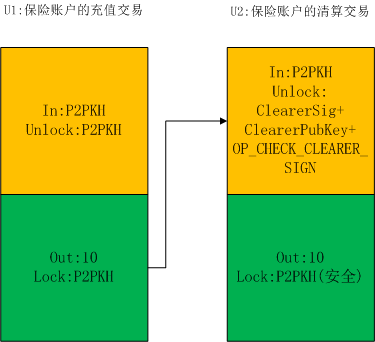 U1:保险账户的充值交易
U2:保险账户的清算交易
In:P2PKH
Unlock:P2PKH
Out:10
Lock:P2PKH
In:P2PKH
Unlock:
ClearerSig+
ClearerPubKey+
OP_CHECK_CLEARER_
SIGN
Out:10
Lock:P2PKH(安全)